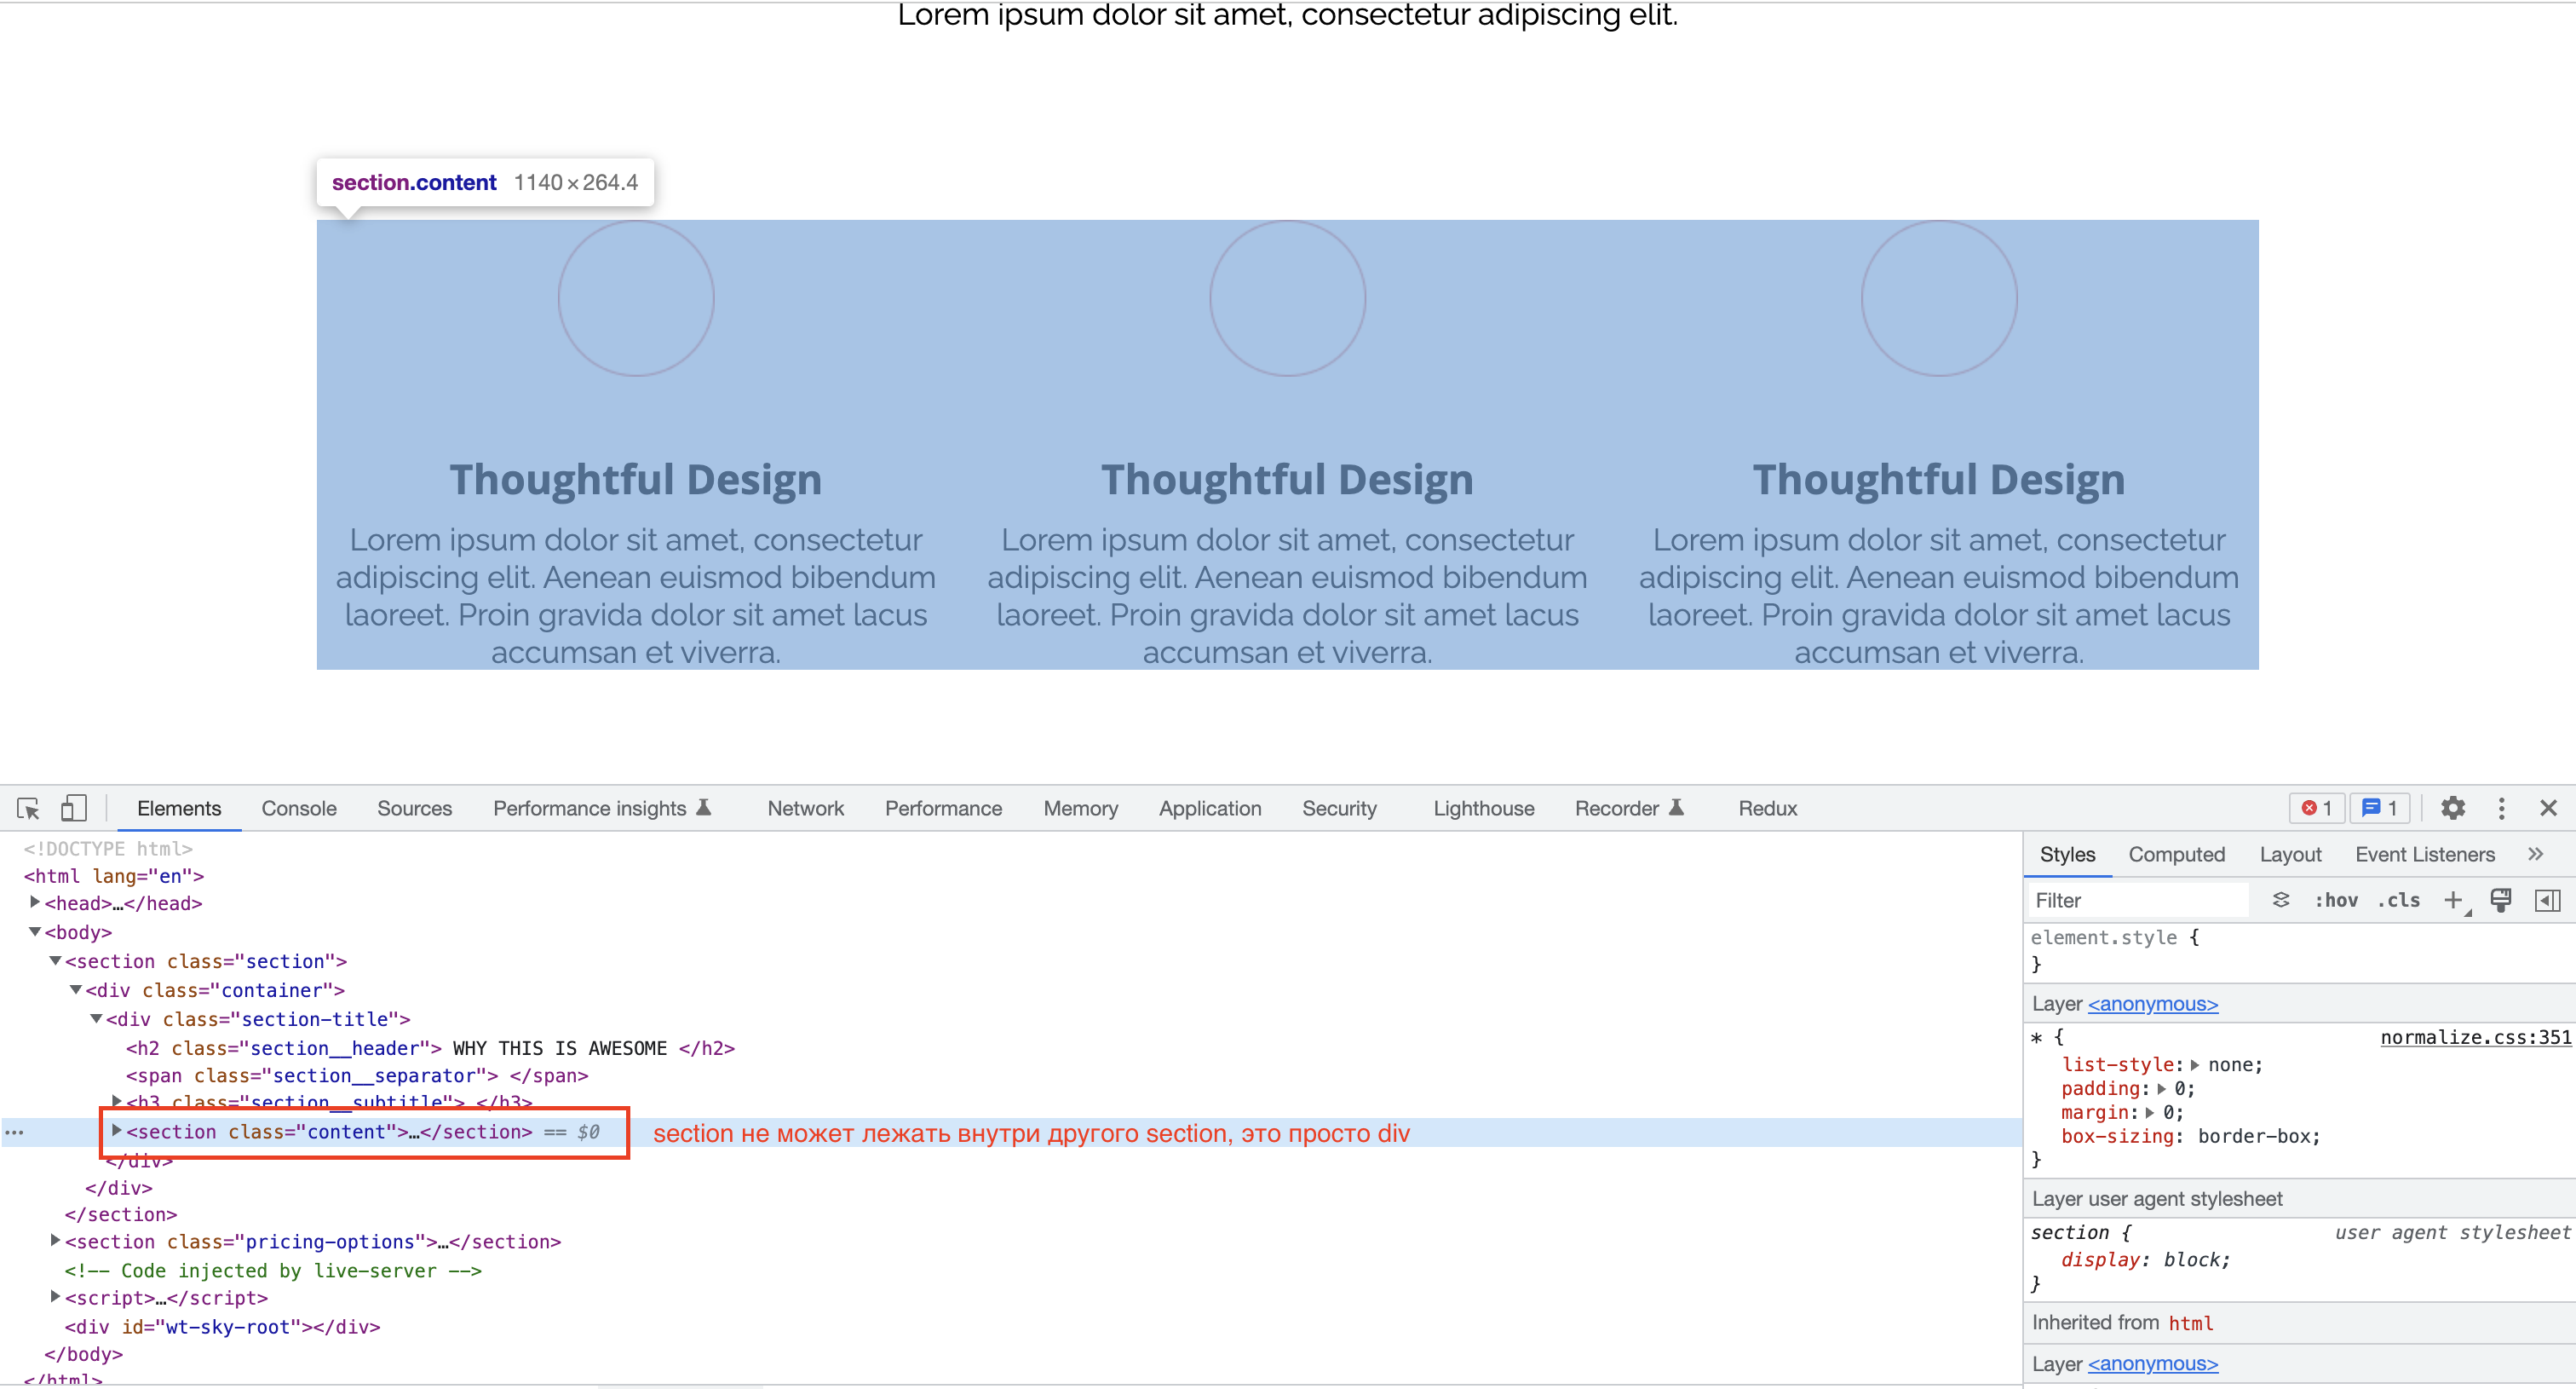 Lorem ipsum dolor sit amet, consectetur adipiscing elit.
section.content 1140×264.4
Thoughtful Design
Lorem ipsum dolor sit amet, consectetur
adipiscing elit. Aenean euismod bibendum
laoreet. Proin gravida dolor sit amet lacus
accumsan et viverra.
Thoughtful Design
Lorem ipsum dolor sit amet, consectetur
adipiscing elit. Aenean euismod bibendum
laoreet. Proin gravida dolor sit amet lacus
accumsan et viverra.
Thoughtful Design
Lorem ipsum dolor sit amet, consectetur
adipiscing elit. Aenean euismod bibendum
laoreet. Proin gravida dolor sit amet lacus
accumsan et viverra.
Elements Console Sources Performance insights Network Performance Memory Application Security Lighthouse Recorder Redux 1 1
<!DOCTYPE html>
<html lang="en">
<head>…</head>
<body>
<section class="section">
<div class="container">
<div class="section-title">
<h2 class="section__header"> WHY THIS IS AWESOME </h2>
<span class="section__separator"> </span>
<h3 class="section__subtitle"> </h3>
<section class="content">…</section> == $0
section не может лежать внутри другого section, это просто div
</div>
</div>
</section>
<section class="pricing-options">…</section>
<!-- Code injected by live-server -->
<script>…</script>
<div id="wt-sky-root"></div>
</body>
</html>
Styles Computed Layout Event Listeners »
Filter :hov .cls +
element.style {
}
Layer <anonymous>
* { normalize.css:351
list-style: none;
padding: 0;
margin: 0;
box-sizing: border-box;
}
Layer user agent stylesheet
section { user agent stylesheet
display: block;
}
Inherited from html
Layer <anonymous>